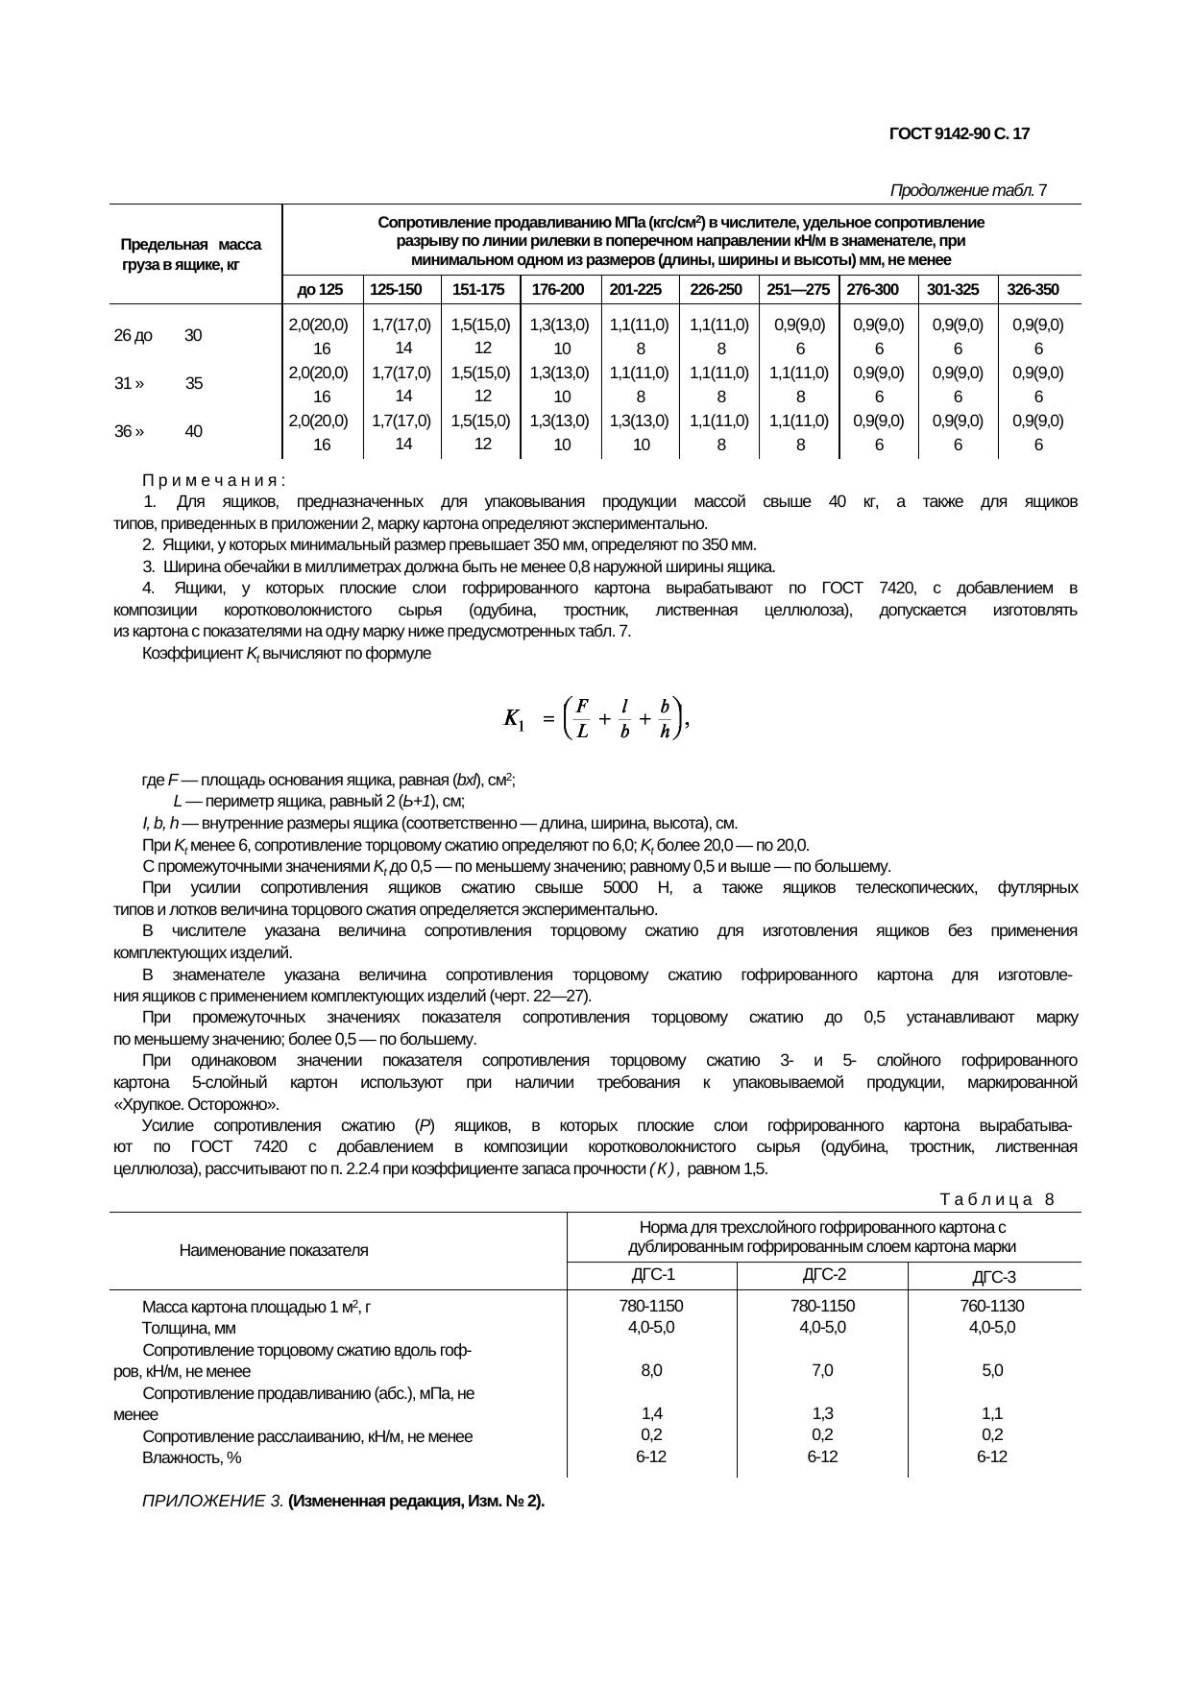 ГОСТ 9142-90 С. 17
Продолжение табл. 7
Предельная масса груза в ящике, кг
Сопротивление продавливанию МПа (кгс/см²) в числителе, удельное сопротивление
разрыву по линии рилевки в поперечном направлении кН/м в знаменателе, при
минимальном одном из размеров (длины, ширины и высоты) мм, не менее
до 125 125-150 151-175 176-200 201-225 226-250 251—275 276-300 301-325 326-350
26 до 30 2,0(20,0) 1,7(17,0) 1,5(15,0) 1,3(13,0) 1,1(11,0) 1,1(11,0) 0,9(9,0) 0,9(9,0) 0,9(9,0) 0,9(9,0)
16 14 12 10 8 8 6 6 6 6
31 » 35 2,0(20,0) 1,7(17,0) 1,5(15,0) 1,3(13,0) 1,1(11,0) 1,1(11,0) 1,1(11,0) 0,9(9,0) 0,9(9,0) 0,9(9,0)
16 14 12 10 8 8 8 6 6 6
36 » 40 2,0(20,0) 1,7(17,0) 1,5(15,0) 1,3(13,0) 1,3(13,0) 1,1(11,0) 1,1(11,0) 0,9(9,0) 0,9(9,0) 0,9(9,0)
16 14 12 10 10 8 8 6 6 6
Примечания:
1. Для ящиков, предназначенных для упаковывания продукции массой свыше 40 кг, а также для ящиков
типов, приведенных в приложении 2, марку картона определяют экспериментально.
2. Ящики, у которых минимальный размер превышает 350 мм, определяют по 350 мм.
3. Ширина обечайки в миллиметрах должна быть не менее 0,8 наружной ширины ящика.
4. Ящики, у которых плоские слои гофрированного картона вырабатывают по ГОСТ 7420, с добавлением в
композиции коротковолокнистого сырья (одубина, тростник, лиственная целлюлоза), допускается изготовлять
из картона с показателями на одну марку ниже предусмотренных табл. 7.
Коэффициент Kt вычисляют по формуле
K₁ = (F/L + l/b + b/h),
где F — площадь основания ящика, равная (bxl), см²;
L — периметр ящика, равный 2 (Ь+1), см;
I, b, h — внутренние размеры ящика (соответственно — длина, ширина, высота), см.
При Kt менее 6, сопротивление торцовому сжатию определяют по 6,0; Kt более 20,0 — по 20,0.
С промежуточными значениями Kt до 0,5 — по меньшему значению; равному 0,5 и выше — по большему.
При усилии сопротивления ящиков сжатию свыше 5000 Н, а также ящиков телескопических, футлярных
типов и лотков величина торцового сжатия определяется экспериментально.
В числителе указана величина сопротивления торцовому сжатию для изготовления ящиков без применения
комплектующих изделий.
В знаменателе указана величина сопротивления торцовому сжатию гофрированного картона для изготовле-
ния ящиков с применением комплектующих изделий (черт. 22—27).
При промежуточных значениях показателя сопротивления торцовому сжатию до 0,5 устанавливают марку
по меньшему значению; более 0,5 — по большему.
При одинаковом значении показателя сопротивления торцовому сжатию 3- и 5- слойного гофрированного
картона 5-слойный картон используют при наличии требования к упаковываемой продукции, маркированной
«Хрупкое. Осторожно».
Усилие сопротивления сжатию (Р) ящиков, в которых плоские слои гофрированного картона вырабатыва-
ют по ГОСТ 7420 с добавлением в композиции коротковолокнистого сырья (одубина, тростник, лиственная
целлюлоза), рассчитывают по п. 2.2.4 при коэффициенте запаса прочности (К), равном 1,5.
Таблица 8
Наименование показателя
Норма для трехслойного гофрированного картона с
дублированным гофрированным слоем картона марки
ДГС-1 ДГС-2 ДГС-3
Масса картона площадью 1 м², г 780-1150 780-1150 760-1130
Толщина, мм 4,0-5,0 4,0-5,0 4,0-5,0
Сопротивление торцовому сжатию вдоль гоф-
ров, кН/м, не менее 8,0 7,0 5,0
Сопротивление продавливанию (абс.), мПа, не
менее 1,4 1,3 1,1
Сопротивление расслаиванию, кН/м, не менее 0,2 0,2 0,2
Влажность, % 6-12 6-12 6-12
ПРИЛОЖЕНИЕ 3. (Измененная редакция, Изм. № 2).